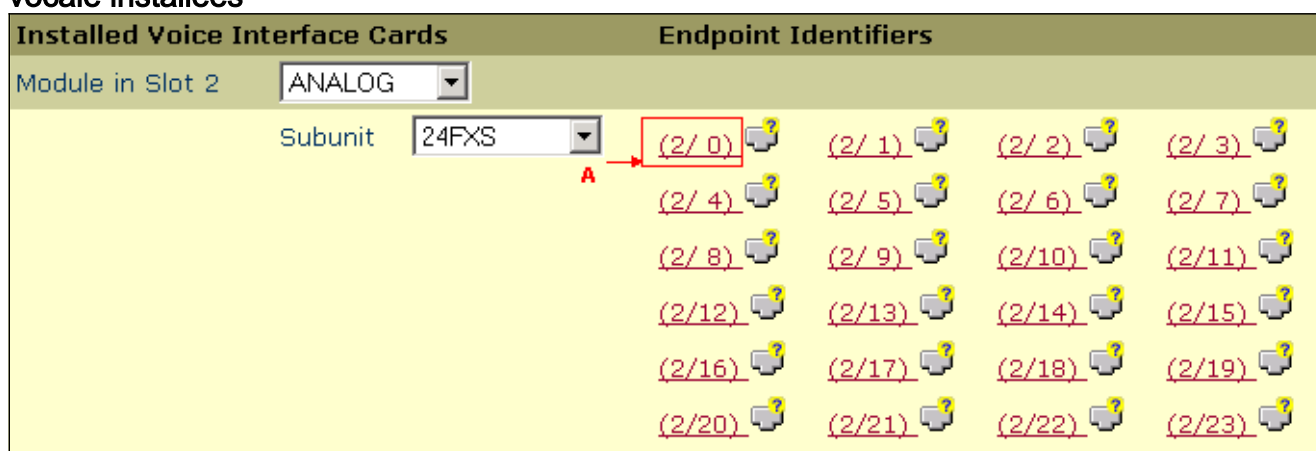 vocale installées
Installed Voice Interface Cards Endpoint Identifiers
Module in Slot 2 ANALOG
Subunit 24FXS (2/ 0) (2/ 1) (2/ 2) (2/ 3)
A
(2/ 4) (2/ 5) (2/ 6) (2/ 7)
(2/ 8) (2/ 9) (2/10) (2/11)
(2/12) (2/13) (2/14) (2/15)
(2/16) (2/17) (2/18) (2/19)
(2/20) (2/21) (2/22) (2/23)